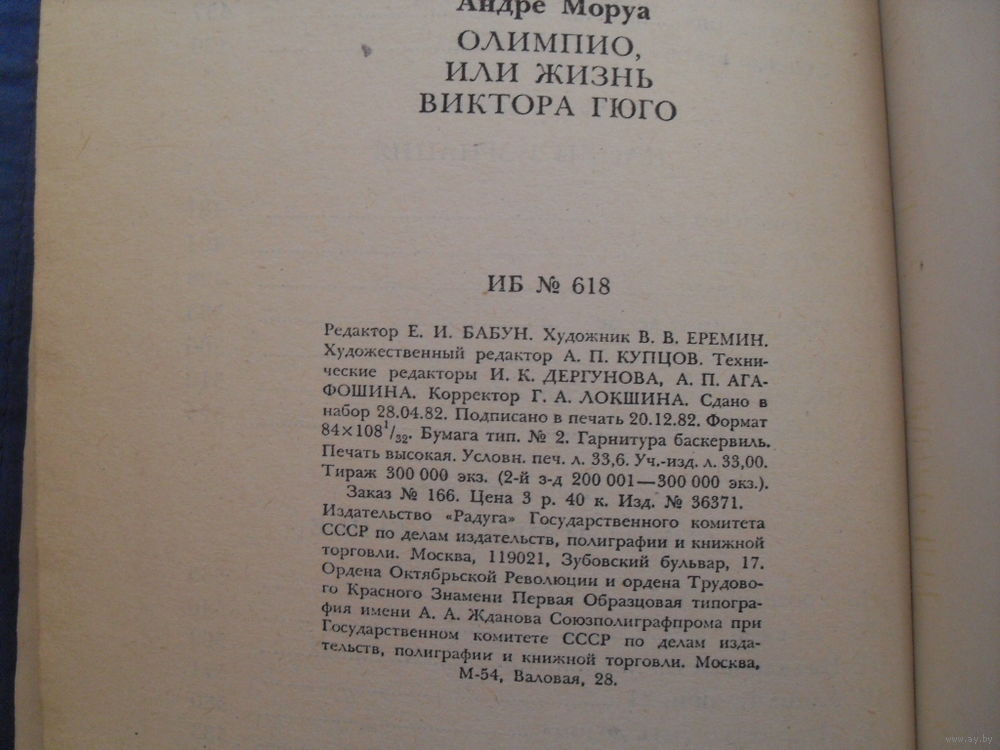 Андре Моруа
ОЛИМПИО,
ИЛИ ЖИЗНЬ
ВИКТОРА ГЮГО
ИБ № 618
Редактор Е. И. БАБУН. Художник В. В. ЕРЕМИН.
Художественный редактор А. П. КУПЦОВ. Техни-
ческие редакторы И. К. ДЕРГУНОВА, А. П. АГА-
ФОШИНА. Корректор Г. А. ЛОКШИНА. Сдано в
набор 28.04.82. Подписано в печать 20.12.82. Формат
84×108¹/₃₂. Бумага тип. № 2. Гарнитура баскервиль.
Печать высокая. Условн. печ. л. 33,6. Уч.-изд. л. 33,00.
Тираж 300 000 экз. (2-й з-д 200 001—300 000 экз.).
Заказ № 166. Цена 3 р. 40 к. Изд. № 36371.
Издательство «Радуга» Государственного комитета
СССР по делам издательств, полиграфии и книжной
торговли. Москва, 119021, Зубовский бульвар, 17.
Ордена Октябрьской Революции и ордена Трудово-
го Красного Знамени Первая Образцовая типогра-
фия имени А. А. Жданова Союзполиграфпрома при
Государственном комитете СССР по делам изда-
тельств, полиграфии и книжной торговли. Москва,
М-54, Валовая, 28.
www.ay.by